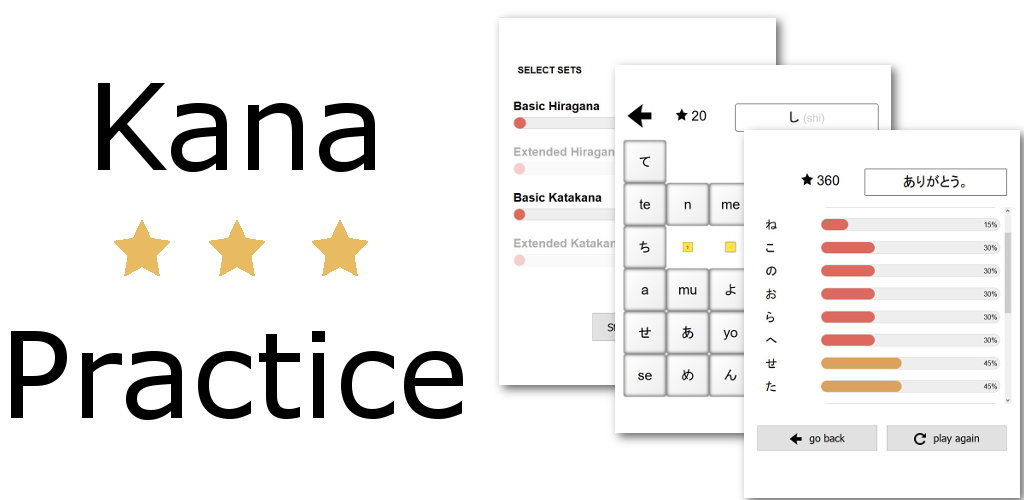 Kana
Practice
SELECT SETS
Basic Hiragana
Extended Hiragan
Basic Katakana
Extended Katakan
20
し (shi)
て
te n me
ち
a mu よ
せ あ yo
se め ん
360
ありがとう。
ね 15%
こ 30%
の 30%
お 30%
ら 30%
へ 30%
せ 45%
た 45%
go back
play again